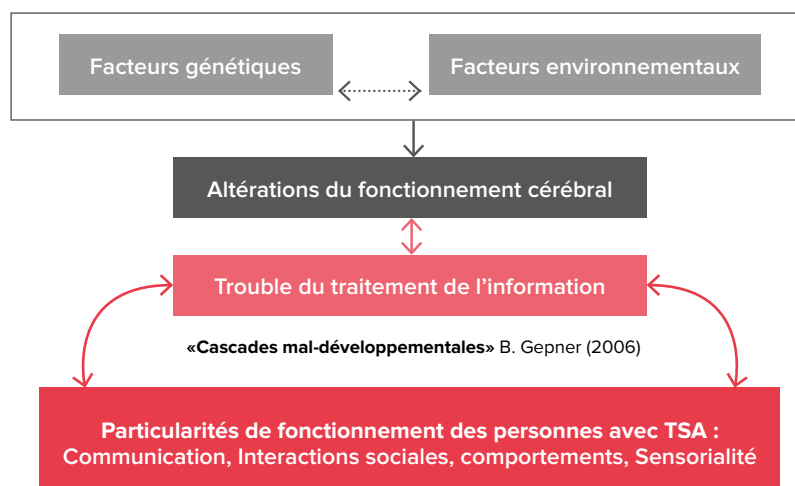 Facteurs génétiques
Facteurs environnementaux
Altérations du fonctionnement cérébral
Trouble du traitement de l’information
«Cascades mal-développementales» B. Gepner (2006)
Particularités de fonctionnement des personnes avec TSA :
Communication, Interactions sociales, comportements, Sensorialité